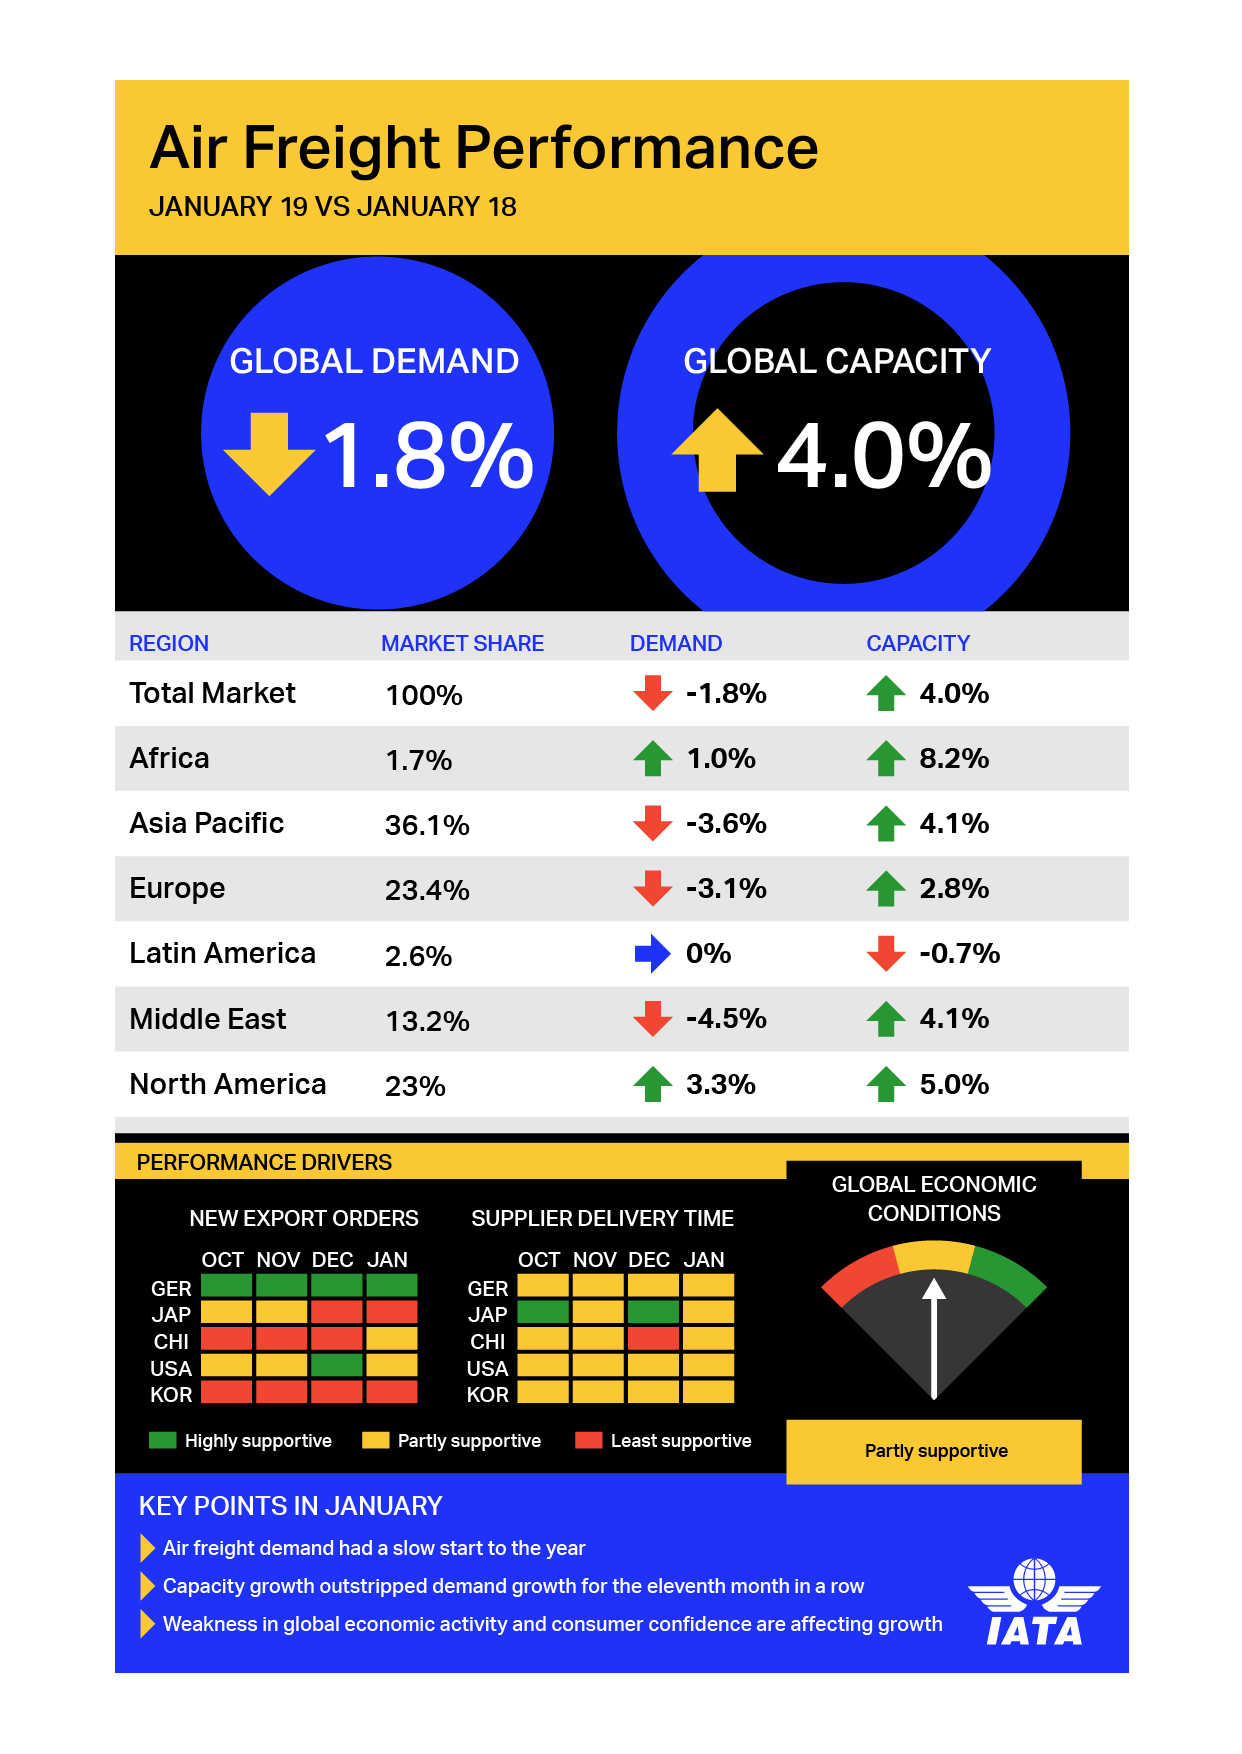 Air Freight Performance
JANUARY 19 VS JANUARY 18
GLOBAL DEMAND
1.8%
GLOBAL CAPACITY
4.0%
REGION MARKET SHARE DEMAND CAPACITY
Total Market 100% -1.8% 4.0%
Africa 1.7% 1.0% 8.2%
Asia Pacific 36.1% -3.6% 4.1%
Europe 23.4% -3.1% 2.8%
Latin America 2.6% 0% -0.7%
Middle East 13.2% -4.5% 4.1%
North America 23% 3.3% 5.0%
PERFORMANCE DRIVERS
NEW EXPORT ORDERS
OCT NOV DEC JAN
GER
JAP
CHI
USA
KOR
SUPPLIER DELIVERY TIME
OCT NOV DEC JAN
GER
JAP
CHI
USA
KOR
Highly supportive Partly supportive Least supportive
GLOBAL ECONOMIC
CONDITIONS
Partly supportive
KEY POINTS IN JANUARY
Air freight demand had a slow start to the year
Capacity growth outstripped demand growth for the eleventh month in a row
Weakness in global economic activity and consumer confidence are affecting growth
IATA